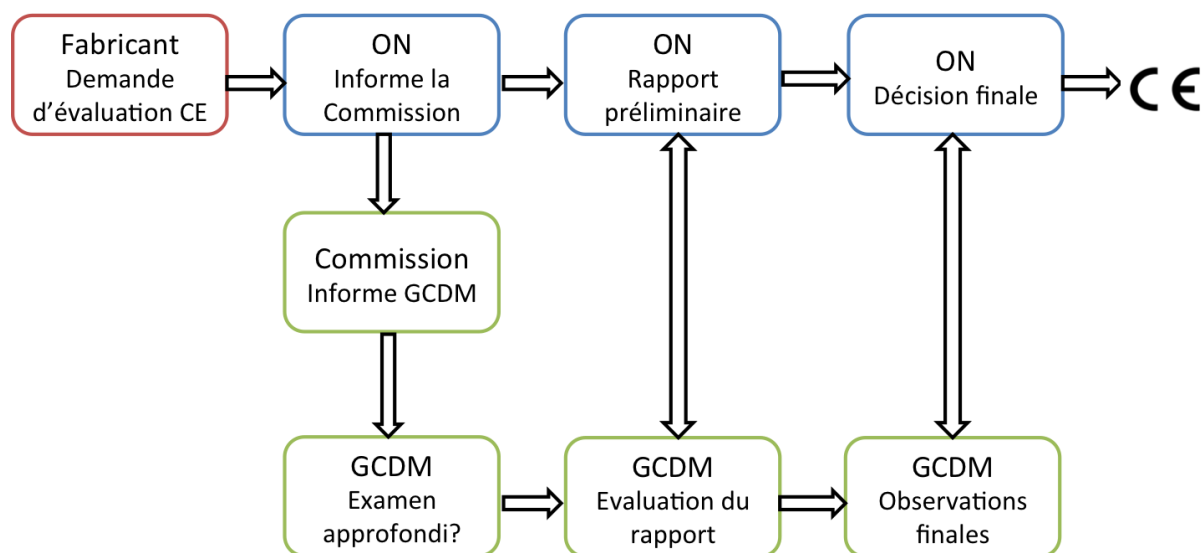 Fabricant
Demande
d’évaluation CE
ON
Informe la
Commission
ON
Rapport
préliminaire
ON
Décision finale
CE
Commission
Informe GCDM
GCDM
Examen
approfondi?
GCDM
Evaluation du
rapport
GCDM
Observations
finales